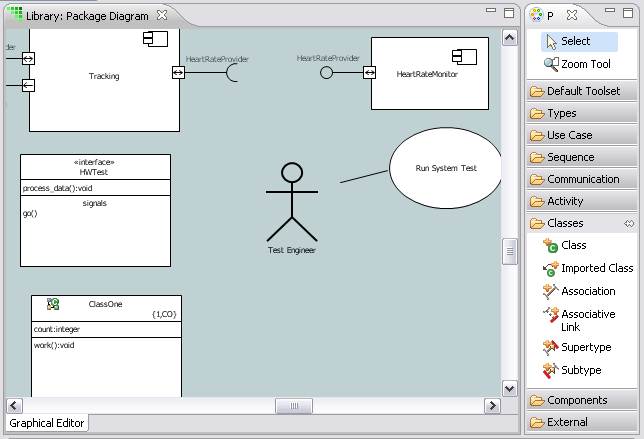 Library: Package Diagram
der
HeartRateProvider
HeartRateProvider
Tracking
HeartRateMonitor
«interface»
HWTest
process_data():void
signals
go()
Run System Test
Test Engineer
ClassOne
{1,CO}
count:integer
work():void
Graphical Editor
P
Select
Zoom Tool
Default Toolset
Types
Use Case
Sequence
Communication
Activity
Classes
Class
Imported Class
Association
Associative
Link
Supertype
Subtype
Components
External